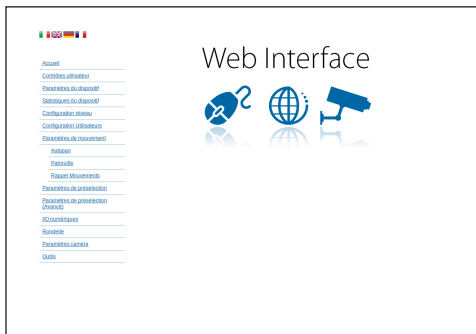 Web Interface
Accueil
Contrôles utilisateur
Paramètres du dispositif
Statistiques du dispositif
Configuration réseau
Configuration Utilisateurs
Paramètres de mouvement
Autopan
Patrouille
Rappel Mouvements
Paramètres de présélection
Paramètres de présélection
(Avancé)
I/O numériques
Rondelle
Paramètres caméra
Outils